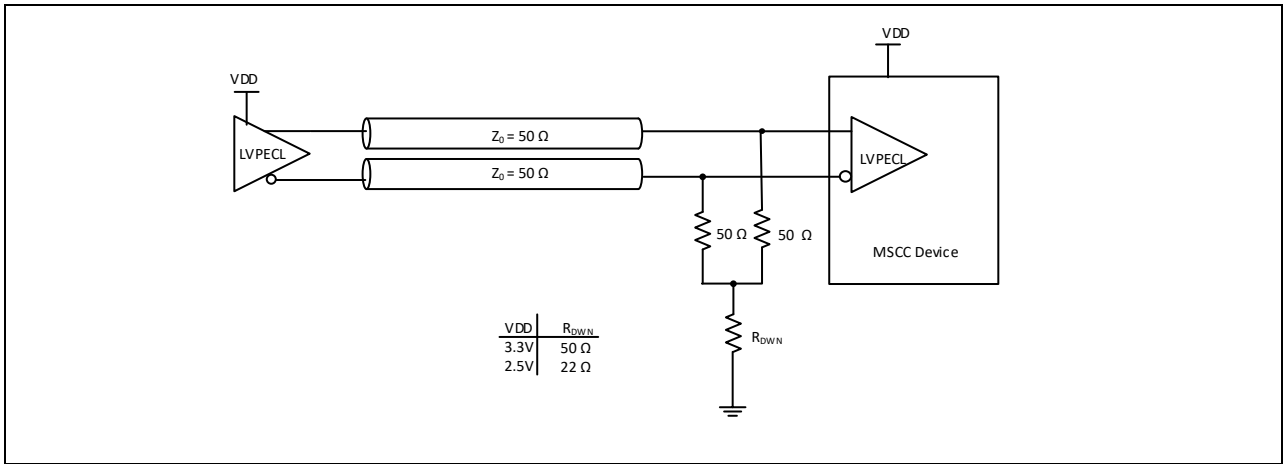 VDD
VDD
LVPECL
Z₀ = 50 Ω
Z₀ = 50 Ω
LVPECL
50 Ω
50 Ω
MSCC Device
VDD R_DWN
3.3V 50 Ω
2.5V 22 Ω
R_DWN